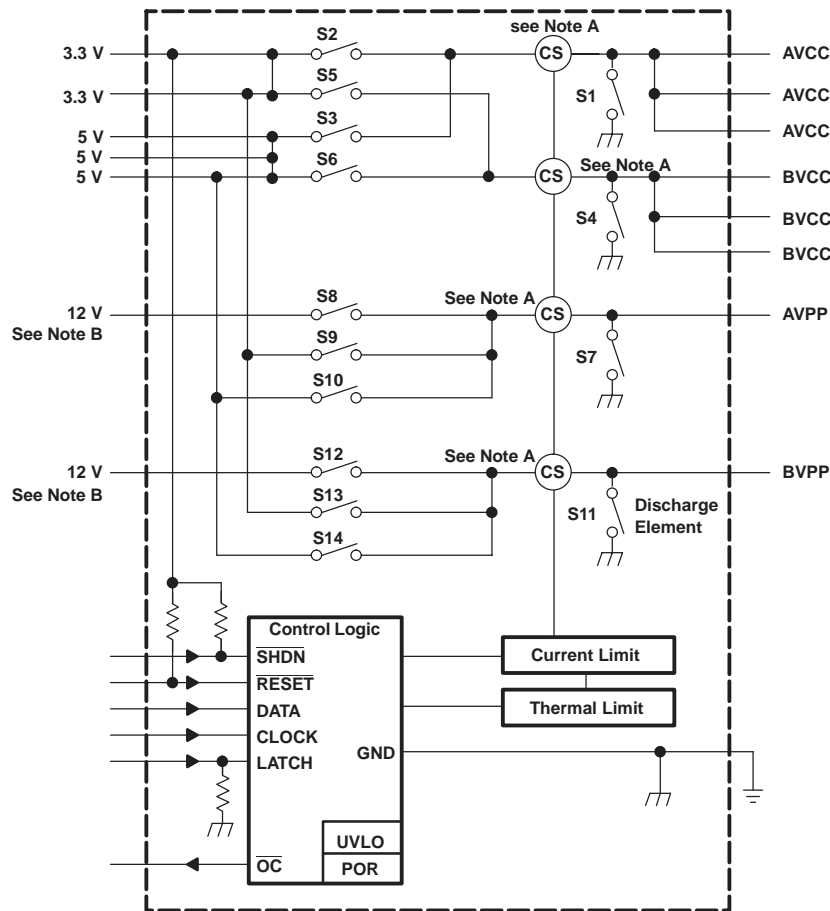 see Note A
S2
3.3 V
CS
AVCC
S5
3.3 V
S1
AVCC
S3
5 V
AVCC
5 V
S6
See Note A
5 V
CS
BVCC
S4
BVCC
BVCC
S8
See Note A
12 V
CS
AVPP
See Note B
S9
S7
S10
S12
See Note A
12 V
CS
BVPP
See Note B
S13
S11
Discharge
Element
S14
Control Logic
SHDN
Current Limit
RESET
DATA
Thermal Limit
CLOCK
GND
LATCH
UVLO
OC
POR